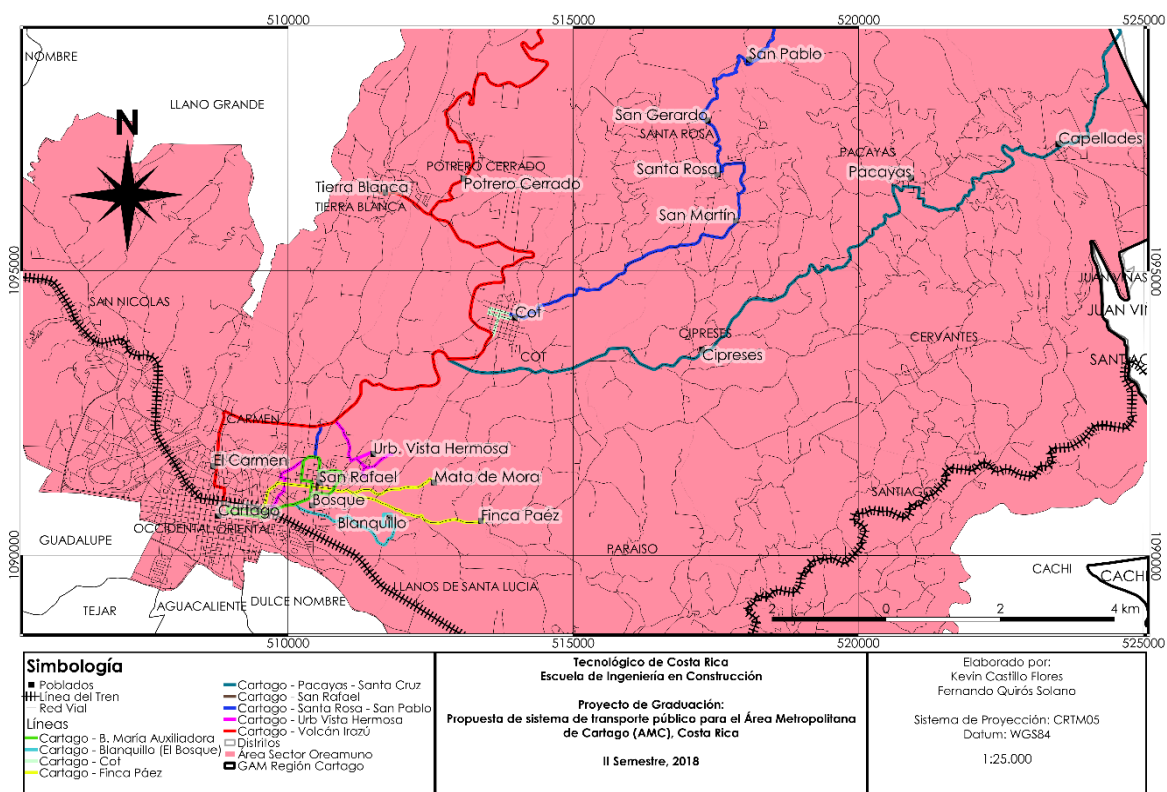 510000
515000
520000
525000
NOMBRE
LLANO GRANDE
San Pablo
N
San Gerardo
SANTA ROSA
Capellades
POTRERO CERRADO
Santa Rosa
PACAYAS
Pacayas
Tierra Blanca
Potrero Cerrado
TIERRA BLANCA
San Martín
1095000
1095000
JUAN VIÑAS
SAN NICOLAS
Cot
JUAN VI
CIPRESES
CERVANTES
COT
Cipreses
SANTIAG
CARMEN
Urb. Vista Hermosa
El Carmen
San Rafael
Mata de Mora
SANTIAGO
Bosque
Cartago
Blanquillo
Finca Paéz
OCCIDENTAL
ORIENTAL
GUADALUPE
PARAISO
1090000
1090000
CACHI
CACHI
LLANOS DE SANTA LUCIA
TEJAR
AGUACALIENTE
DULCE NOMBRE
2 0 2 4 km
510000
515000
520000
525000
Simbología
Poblados
Línea del Tren
Red Vial
Líneas
Cartago - B. María Auxiliadora
Cartago - Blanquillo (El Bosque)
Cartago - Cot
Cartago - Finca Páez
Cartago - Pacayas - Santa Cruz
Cartago - San Rafael
Cartago - Santa Rosa - San Pablo
Cartago - Urb Vista Hermosa
Cartago - Volcán Irazú
Distritos
Área Sector Oreamuno
GAM Región Cartago
Tecnológico de Costa Rica
Escuela de Ingeniería en Construcción
Proyecto de Graduación:
Propuesta de sistema de transporte público para el Área Metropolitana
de Cartago (AMC), Costa Rica
II Semestre, 2018
Elaborado por:
Kevin Castillo Flores
Fernando Quirós Solano
Sistema de Proyección: CRTM05
Datum: WGS84
1:25.000